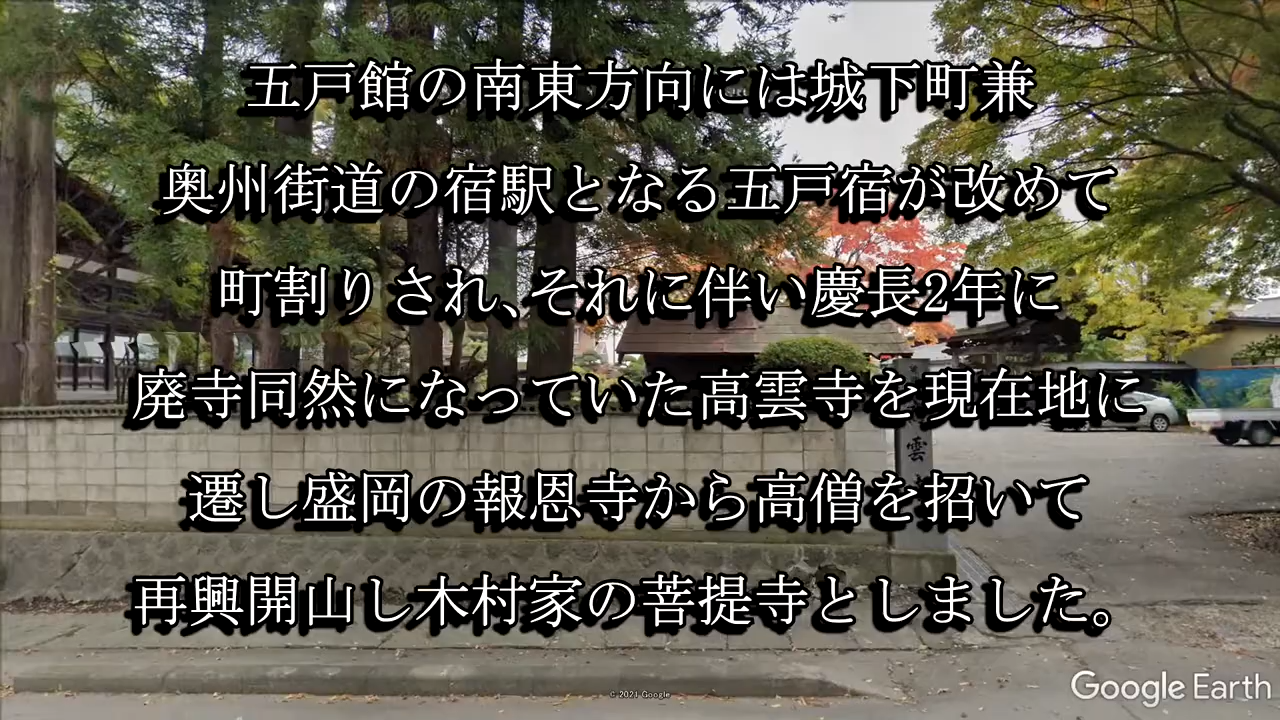 五戸館の南東方向には城下町兼
奥州街道の宿駅となる五戸宿が改めて
町割りされ、それに伴い慶長2年に
廃寺同然になっていた高雲寺を現在地に
遷し盛岡の報恩寺から高僧を招いて
再興開山し木村家の菩提寺としました。
雲
© 2021 Google
Google Earth